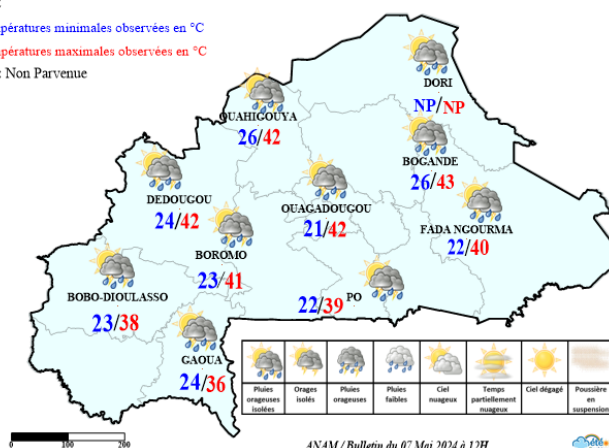 pératures minimales observées en °C
pératures maximales observées en °C
: Non Parvenue
DORI
NP/NP
OUAHIGOUYA
26/42
BOGANDE
26/43
DEDOUGOU
24/42
OUAGADOUGOU
21/42
FADA NGOURMA
22/40
BOROMO
23/41
BOBO-DIOULASSO
23/38
PO
22/39
GAOUA
24/36
Pluies orageuses isolées
Orages isolés
Pluies orageuses
Pluies faibles
Ciel nuageux
Temps partiellement nuageux
Ciel dégagé
Poussière en suspension
0 100 200
ANAM / Bulletin du 07 Mai 2024 à 12H